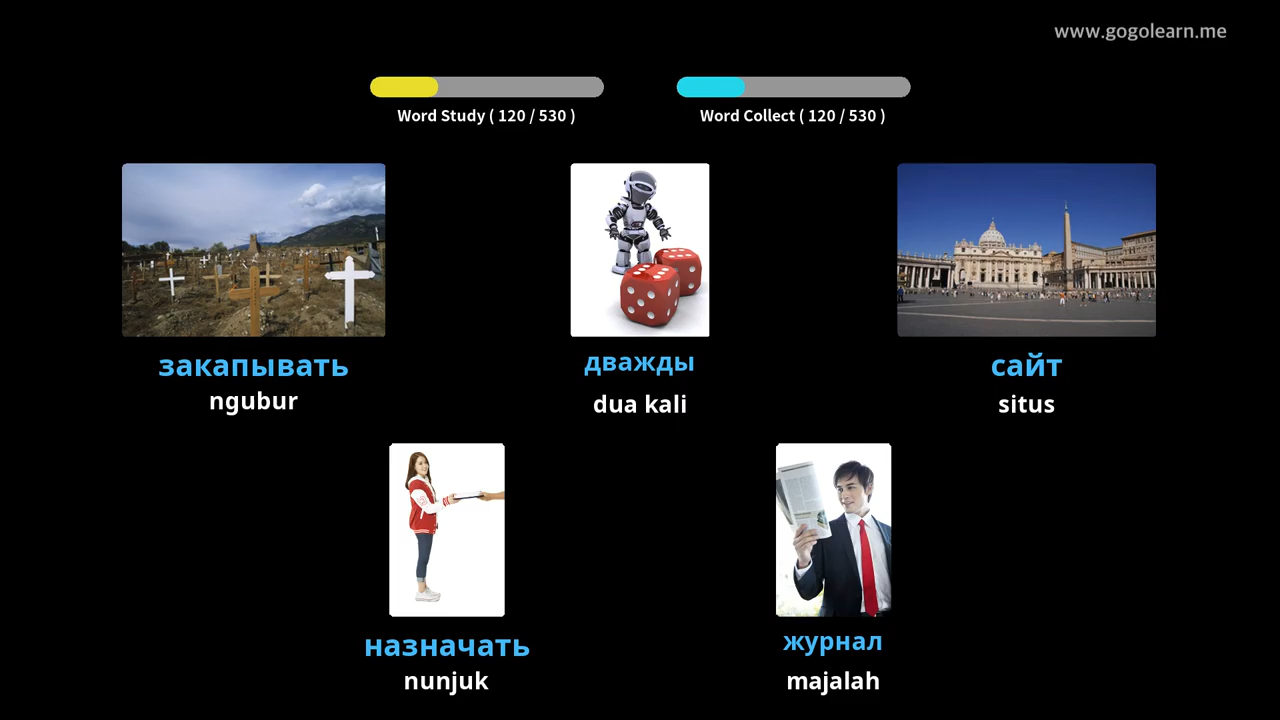 www.gogolearn.me
Word Study ( 120 / 530 )
Word Collect ( 120 / 530 )
закапывать
ngubur
дважды
dua kali
сайт
situs
назначать
nunjuk
журнал
majalah